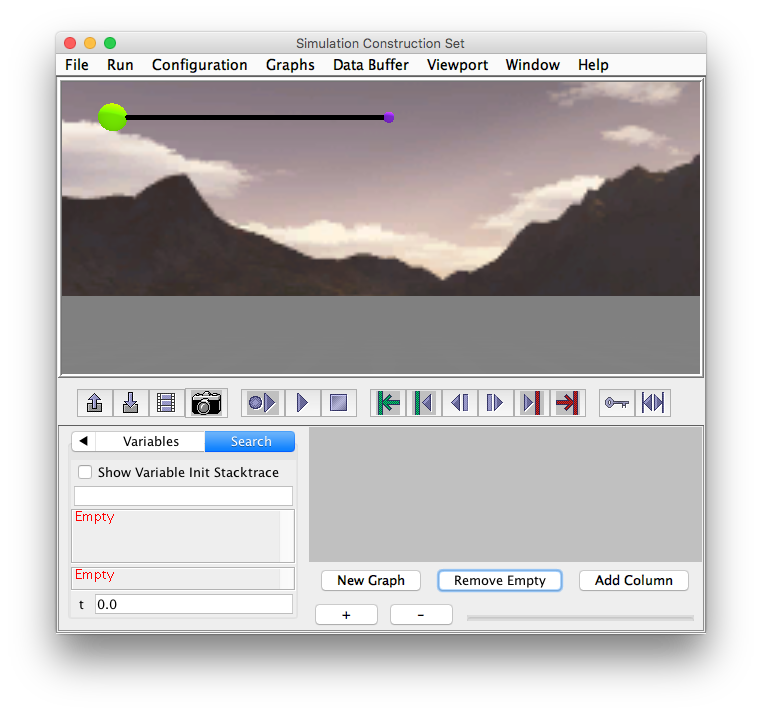 Simulation Construction Set
File Run Configuration Graphs Data Buffer Viewport Window Help
Variables Search
Show Variable Init Stacktrace
Empty
Empty
t 0.0
New Graph Remove Empty Add Column
+ -